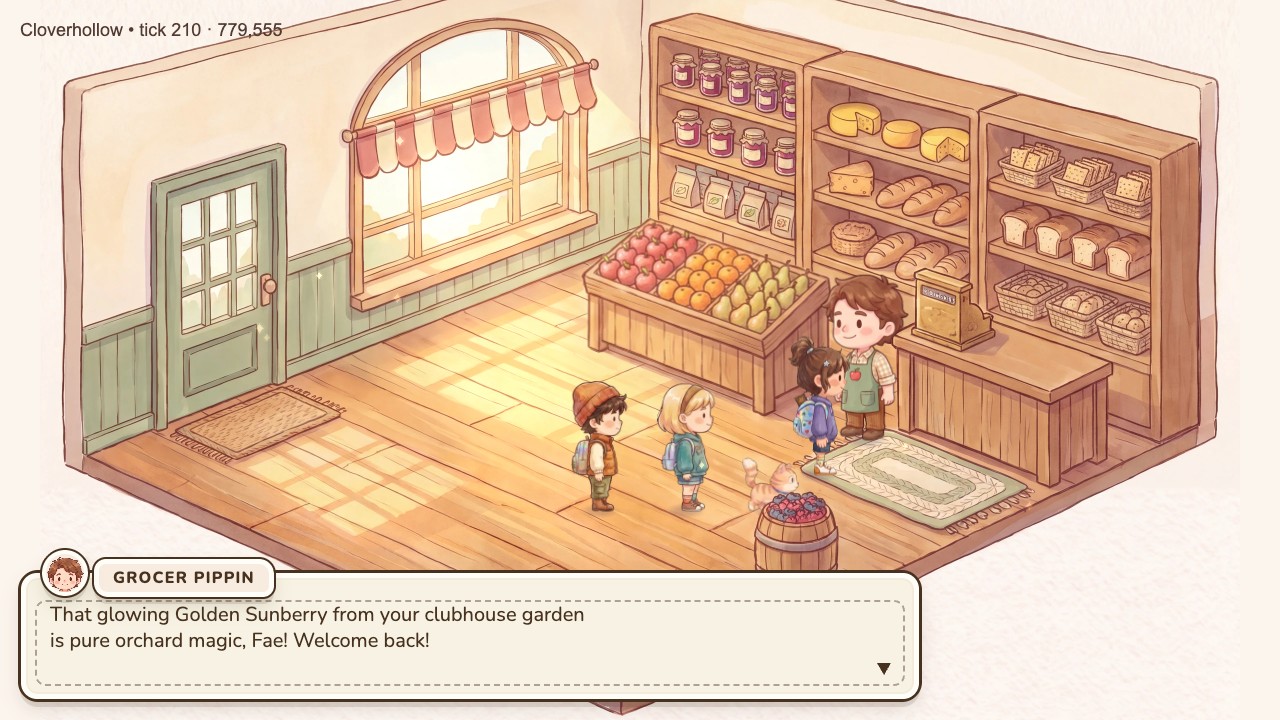 Cloverhollow • tick 210 · 779,555
GROCER PIPPIN
That glowing Golden Sunberry from your clubhouse garden
is pure orchard magic, Fae! Welcome back!